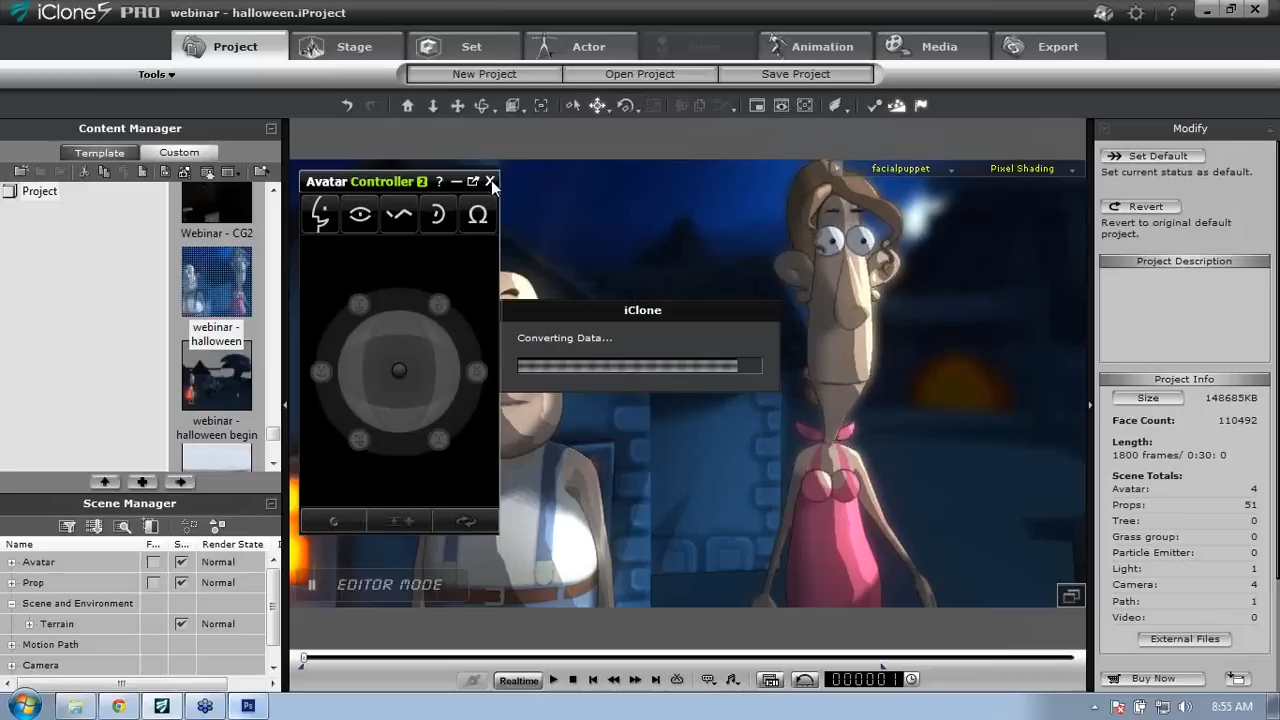 iClone5 PRO webinar - halloween.iProject
Project Stage Set Actor Animation Media Export
Tools New Project Open Project Save Project
Content Manager
Template Custom
Project
Webinar - CG2
webinar -
halloween
webinar -
halloween begin
Scene Manager
Name F... S... Render State
Avatar Normal
Prop Normal
Scene and Environment
Terrain Normal
Motion Path
Camera
facialpuppet Pixel Shading
Avatar Controller 2 ?
iClone
Converting Data...
EDITOR MODE
Realtime 000001
Modify
Set Default
Set current status as default.
Revert
Revert to original default
project.
Project Description
Project Info
Size 148685KB
Face Count: 110492
Length:
1800 frames/ 0:30: 0
Scene Totals:
Avatar: 4
Props: 51
Tree: 0
Grass group: 0
Particle Emitter: 0
Light: 1
Camera: 4
Path: 1
Video: 0
External Files
Buy Now
8:55 AM